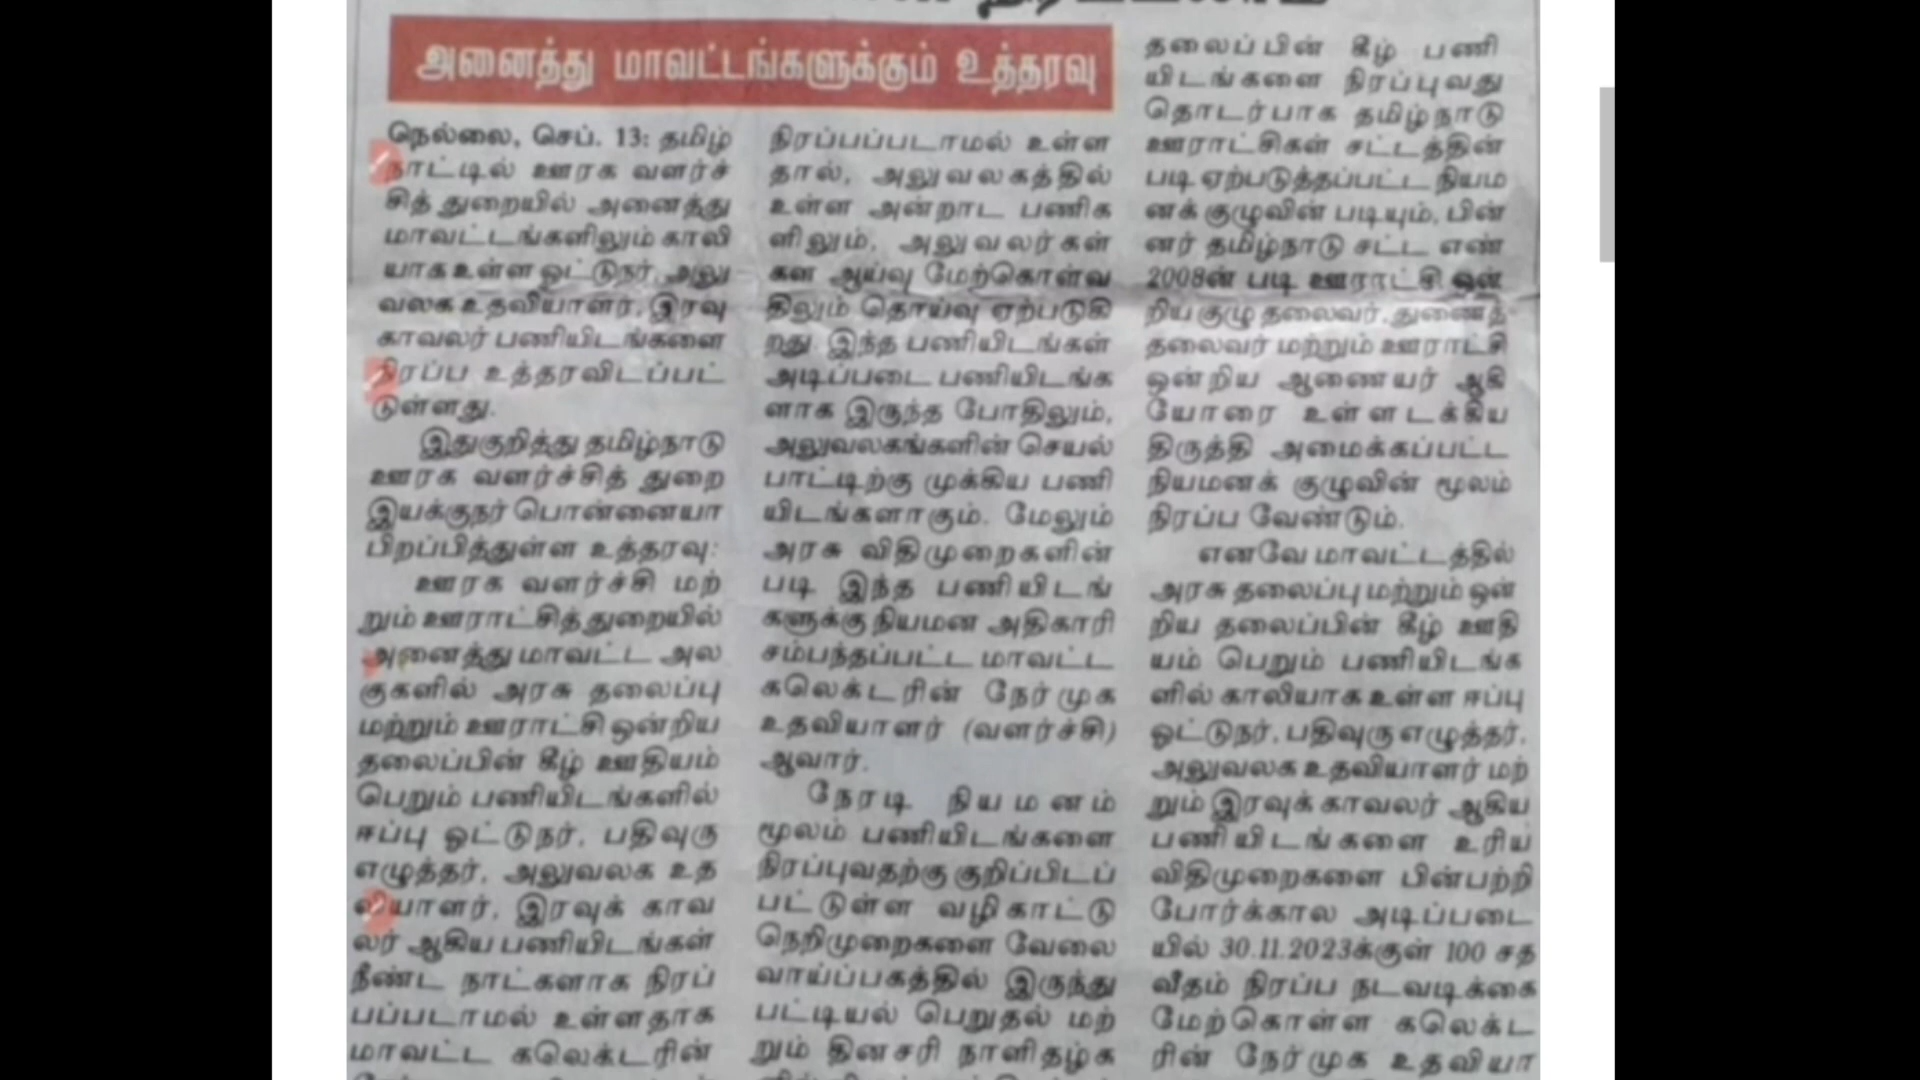 அனைத்து மாவட்டங்களுக்கும் உத்தரவு
நெல்லை, செப். 13: தமிழ்
நாட்டில் ஊரக வளர்ச்
சித் துறையில் அனைத்து
மாவட்டங்களிலும் காலி
யாக உள்ள ஓட்டுநர், அலு
வலக உதவியாளர், இரவு
காவலர் பணியிடங்களை
நிரப்ப உத்தரவிடப்பட்
டுள்ளது.
இதுகுறித்து தமிழ்நாடு
ஊரக வளர்ச்சித் துறை
இயக்குநர் பொன்னையா
பிறப்பித்துள்ள உத்தரவு:
ஊரக வளர்ச்சி மற்
றும் ஊராட்சித் துறையில்
அனைத்து மாவட்ட அல
குகளில் அரசு தலைப்பு
மற்றும் ஊராட்சி ஒன்றிய
தலைப்பின் கீழ் ஊதியம்
பெறும் பணியிடங்களில்
ஈப்பு ஓட்டுநர், பதிவுரு
எழுத்தர், அலுவலக உத
வியாளர், இரவுக் காவ
லர் ஆகிய பணியிடங்கள்
நீண்ட நாட்களாக நிரப்
பப்படாமல் உள்ளதாக
மாவட்ட கலெக்டரின்
நிரப்பப்படாமல் உள்ள
தால், அலுவலகத்தில்
உள்ள அன்றாட பணிக
ளிலும், அலுவலர்கள்
கள ஆய்வு மேற்கொள்வ
திலும் தொய்வு ஏற்படுகி
றது. இந்த பணியிடங்கள்
அடிப்படை பணியிடங்க
ளாக இருந்த போதிலும்,
அலுவலகங்களின் செயல்
பாட்டிற்கு முக்கிய பணி
யிடங்களாகும். மேலும்
அரசு விதிமுறைகளின்
படி இந்த பணியிடங்
களுக்கு நியமன அதிகாரி
சம்பந்தப்பட்ட மாவட்ட
கலெக்டரின் நேர்முக
உதவியாளர் (வளர்ச்சி)
ஆவார்.
நேரடி நியமனம்
மூலம் பணியிடங்களை
நிரப்புவதற்கு குறிப்பிடப்
பட்டுள்ள வழிகாட்டு
நெறிமுறைகளை வேலை
வாய்ப்பகத்தில் இருந்து
பட்டியல் பெறுதல் மற்
றும் தினசரி நாளிதழ்க
தலைப்பின் கீழ் பணி
யிடங்களை நிரப்புவது
தொடர்பாக தமிழ்நாடு
ஊராட்சிகள் சட்டத்தின்
படி ஏற்படுத்தப்பட்ட நியம
னக் குழுவின் படியும், பின்
னர் தமிழ்நாடு சட்ட எண்
2008ன் படி ஊராட்சி ஒன்
றிய குழு தலைவர், துணைத்
தலைவர் மற்றும் ஊராட்சி
ஒன்றிய ஆணையர் ஆகி
யோரை உள்ளடக்கிய
திருத்தி அமைக்கப்பட்ட
நியமனக் குழுவின் மூலம்
நிரப்ப வேண்டும்.
எனவே மாவட்டத்தில்
அரசு தலைப்பு மற்றும் ஒன்
றிய தலைப்பின் கீழ் ஊதி
யம் பெறும் பணியிடங்க
ளில் காலியாக உள்ள ஈப்பு
ஓட்டுநர், பதிவுரு எழுத்தர்,
அலுவலக உதவியாளர் மற்
றும் இரவுக் காவலர் ஆகிய
பணியிடங்களை உரிய
விதிமுறைகளை பின்பற்றி
போர்க்கால அடிப்படை
யில் 30.11.2023க்குள் 100 சத
வீதம் நிரப்ப நடவடிக்கை
மேற்கொள்ள கலெக்ட
ரின் நேர்முக உதவியா